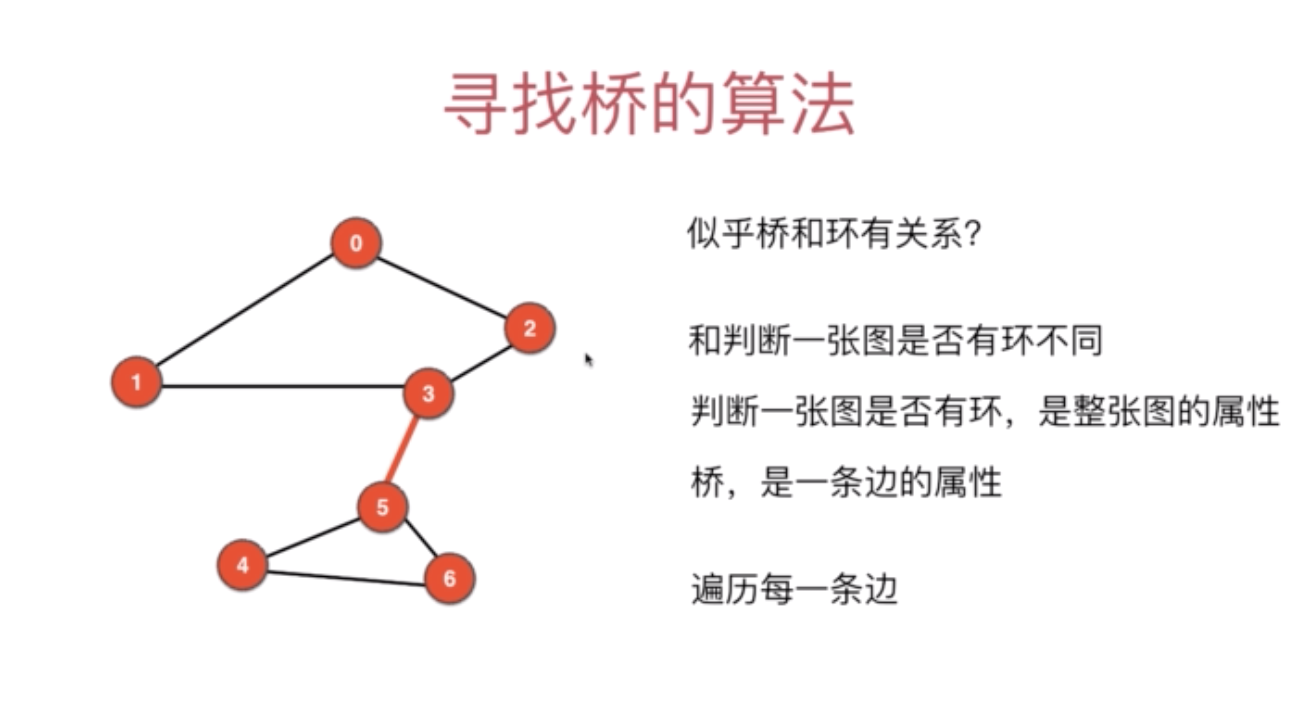 寻找桥的算法
似乎桥和环有关系?
和判断一张图是否有环不同
判断一张图是否有环，是整张图的属性
桥，是一条边的属性
遍历每一条边
0
2
1
3
5
4
6